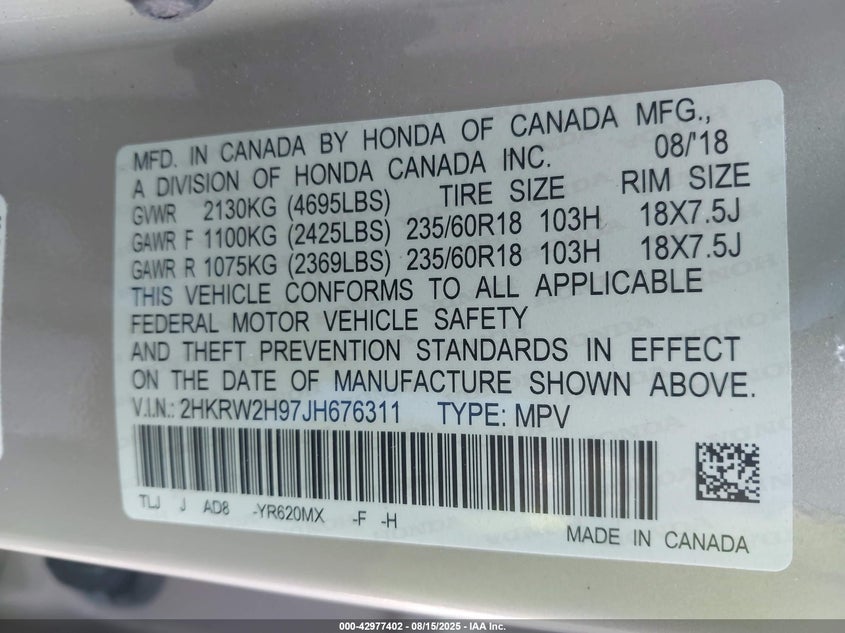 MFD. IN CANADA BY HONDA OF CANADA MFG.,
A DIVISION OF HONDA CANADA INC. 08/'18
GVWR 2130KG (4695LBS) TIRE SIZE RIM SIZE
GAWR F 1100KG (2425LBS) 235/60R18 103H 18X7.5J
GAWR R 1075KG (2369LBS) 235/60R18 103H 18X7.5J
THIS VEHICLE CONFORMS TO ALL APPLICABLE
FEDERAL MOTOR VEHICLE SAFETY
AND THEFT PREVENTION STANDARDS IN EFFECT
ON THE DATE OF MANUFACTURE SHOWN ABOVE.
V.I.N.: 2HKRW2H97JH676311 TYPE: MPV
TLJ J AD8 -YR620MX -F -H
MADE IN CANADA
000-42977402 - 08/15/2025 - IAA Inc.